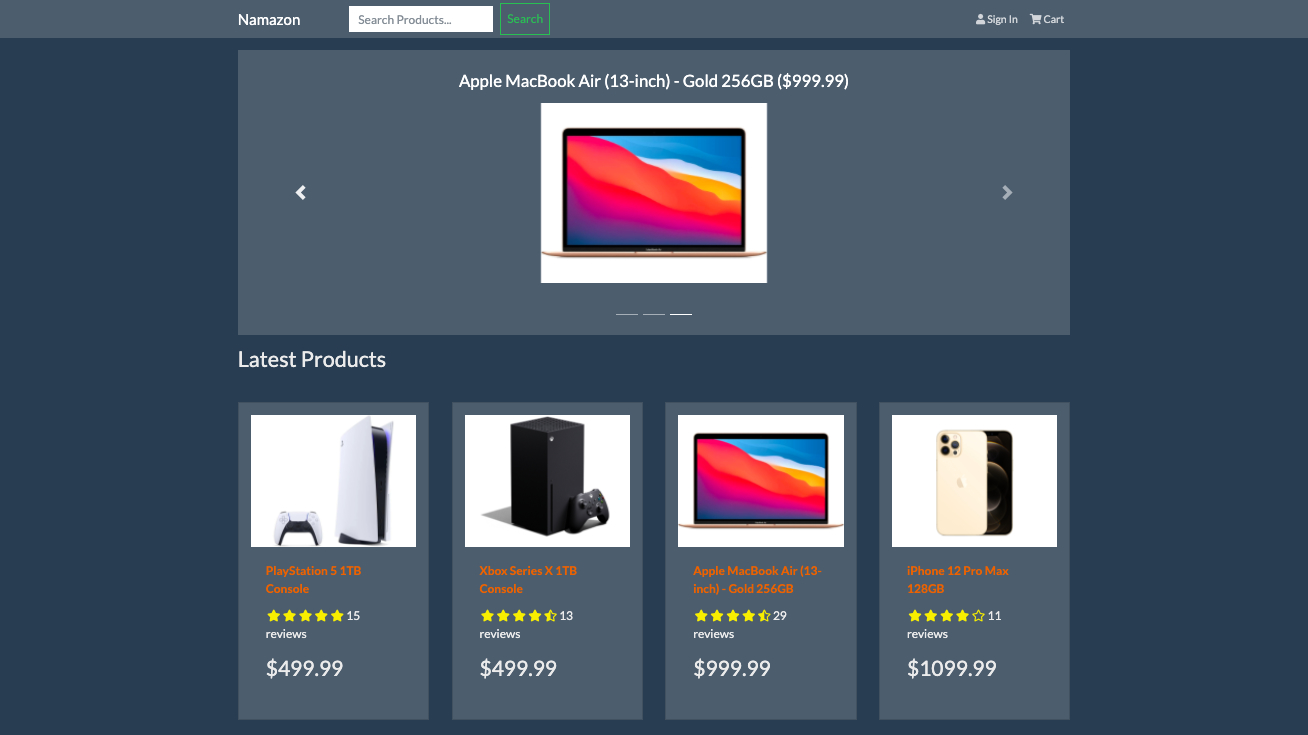 Namazon
Search Products...
Search
Sign In
Cart
Apple MacBook Air (13-inch) - Gold 256GB ($999.99)
Latest Products
PlayStation 5 1TB
Console
15
reviews
$499.99
Xbox Series X 1TB
Console
13
reviews
$499.99
Apple MacBook Air (13-
inch) - Gold 256GB
29
reviews
$999.99
iPhone 12 Pro Max
128GB
11
reviews
$1099.99